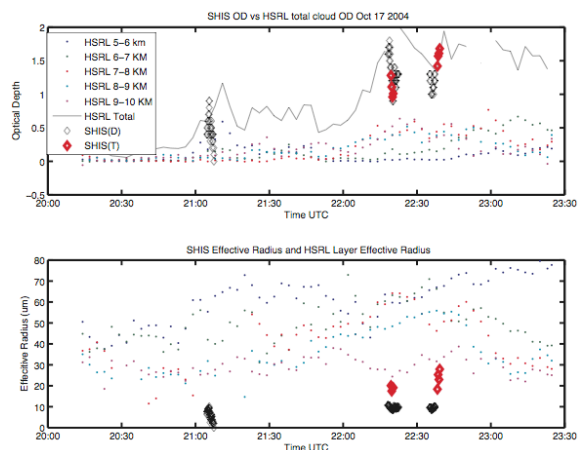 SHIS OD vs HSRL total cloud OD Oct 17 2004
2
1.5
1
0.5
0
−0.5
Optical Depth
HSRL 5−6 km
HSRL 6−7 KM
HSRL 7−8 KM
HSRL 8−9 KM
HSRL 9−10 KM
HSRL Total
SHIS(D)
SHIS(T)
20:00 20:30 21:00 21:30 22:00 22:30 23:00 23:30
Time UTC
SHIS Effective Radius and HSRL Layer Effective Radius
80
70
60
50
40
30
20
10
0
Effecitive Radius (um)
20:00 20:30 21:00 21:30 22:00 22:30 23:00 23:30
Time UTC